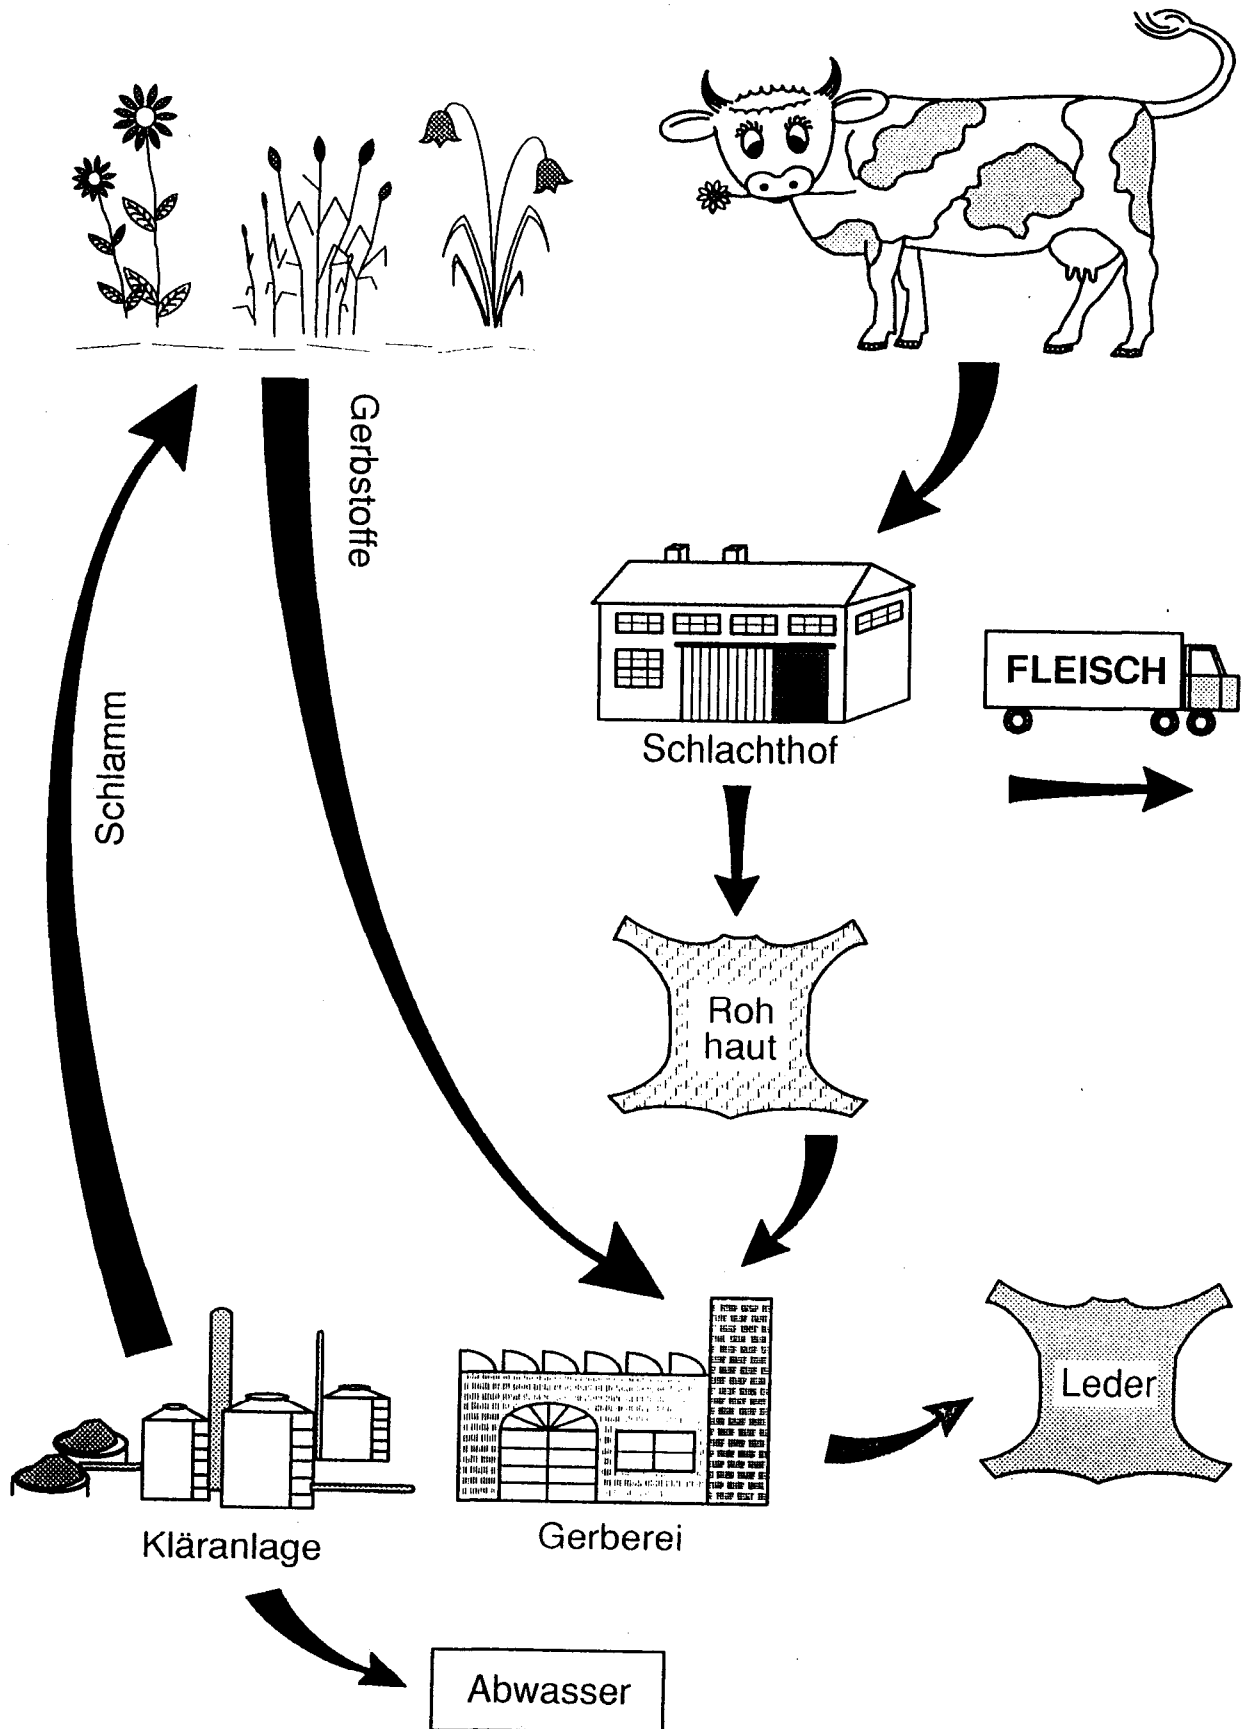 Gerbstoffe
Schlamm
FLEISCH
Schlachthof
Roh
haut
Leder
Kläranlage
Gerberei
Abwasser